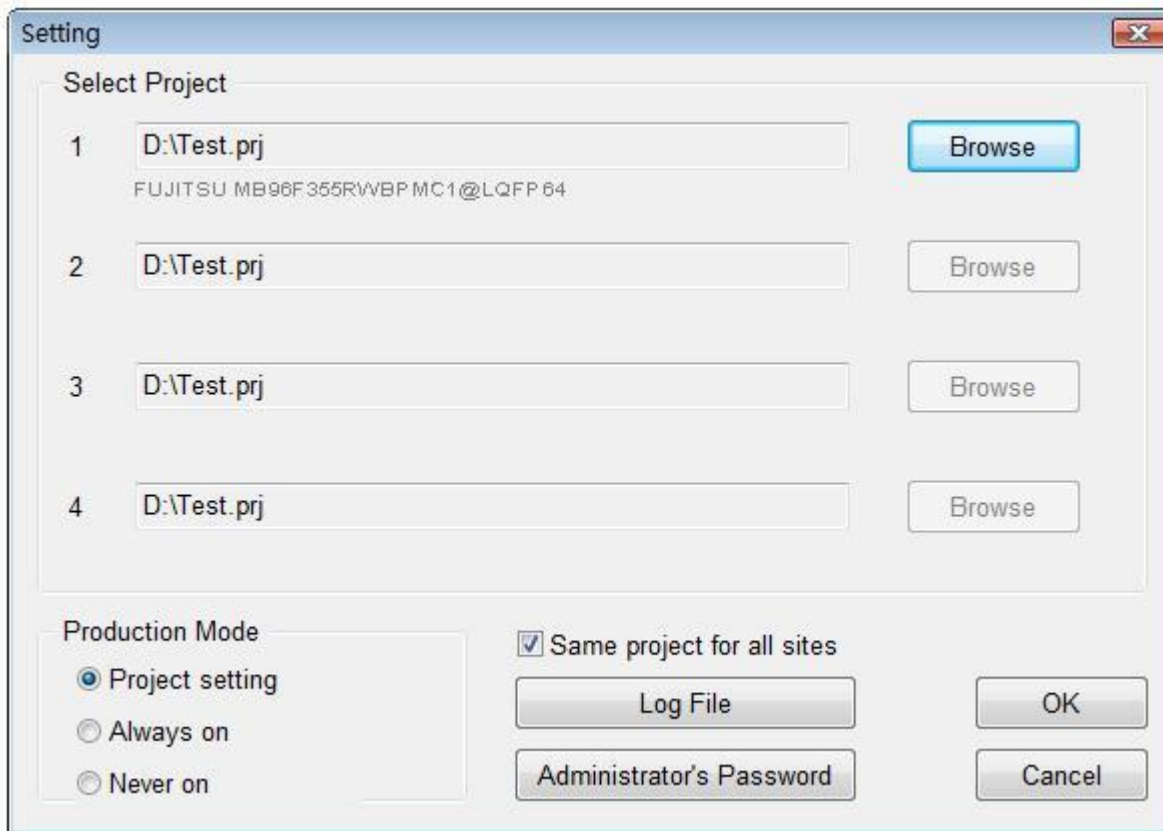 Setting
Select Project
1 D:\Test.prj Browse
FUJITSU MB96F355RWBPMC1@LQFP64
2 D:\Test.prj Browse
3 D:\Test.prj Browse
4 D:\Test.prj Browse
Production Mode
Project setting
Always on
Never on
Same project for all sites
Log File OK
Administrator's Password Cancel